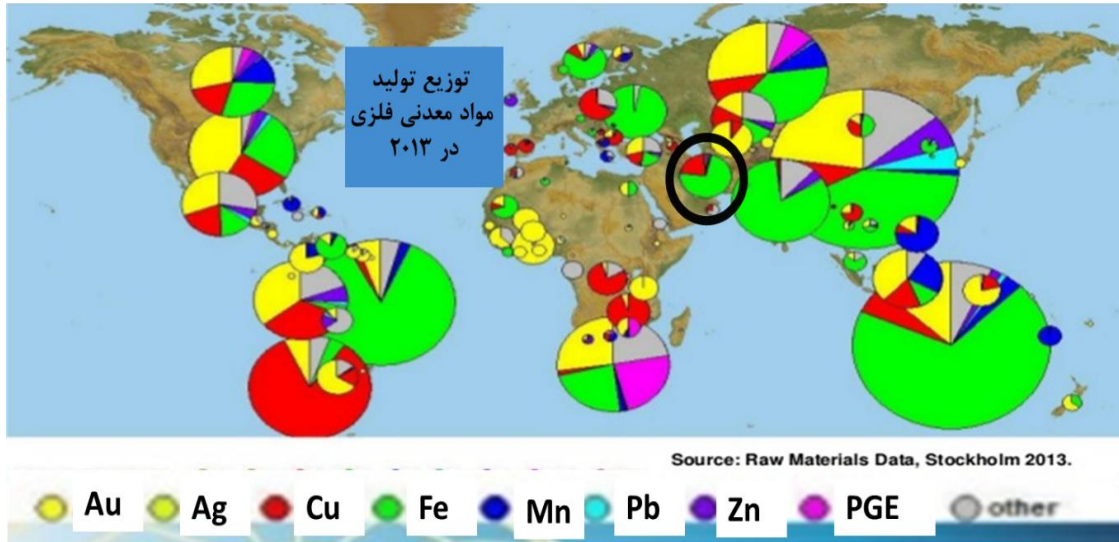 توزیع تولید
مواد معدنی فلزی
در ۲۰۱۳
Source: Raw Materials Data, Stockholm 2013.
Au Ag Cu Fe Mn Pb Zn PGE other